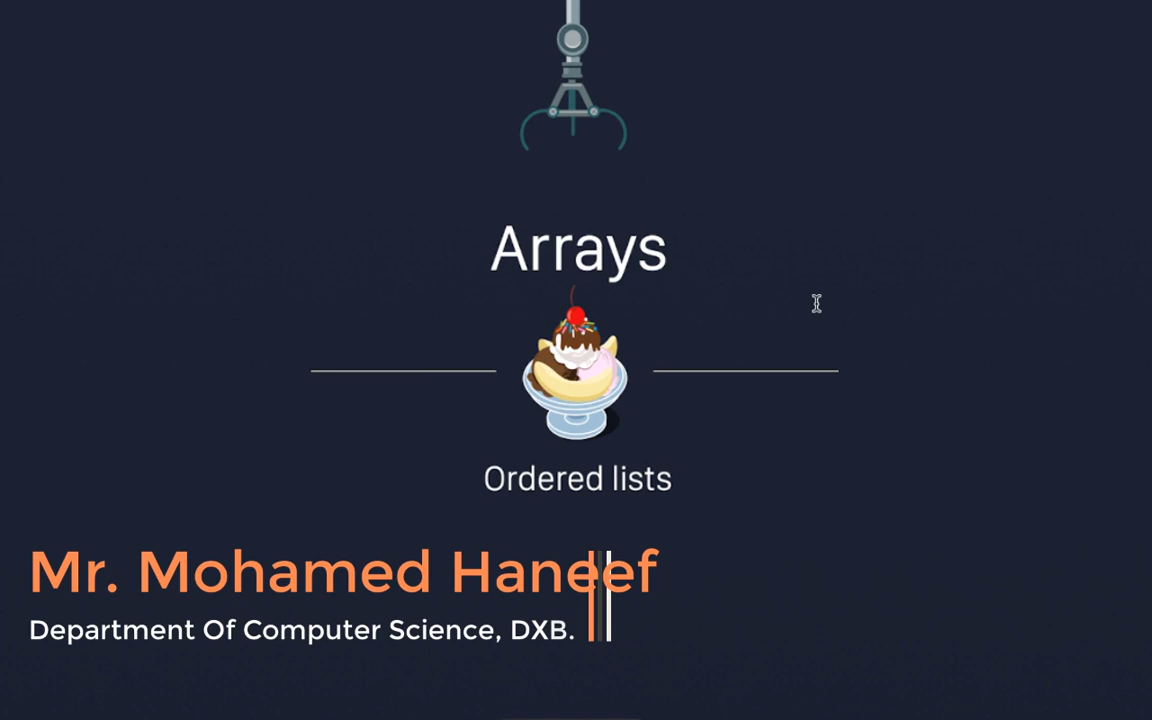 Arrays
Ordered lists
Mr. Mohamed Haneef
Department Of Computer Science, DXB.